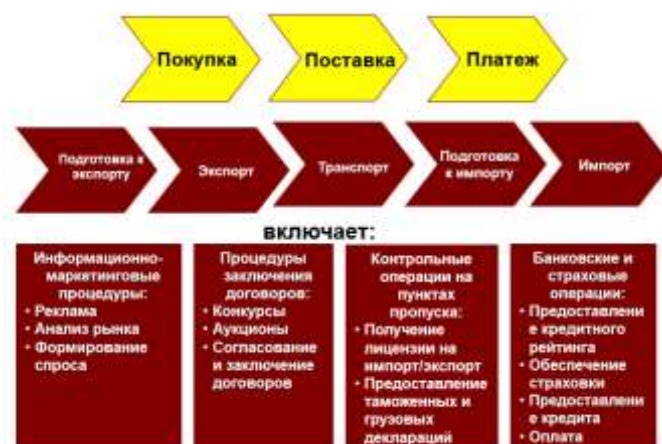 Покупка
Поставка
Платеж
Подготовка к
экспорту
Экспорт
Транспорт
Подготовка
к импорту
Импорт
включает:
Информационно-
маркетинговые
процедуры:
• Реклама
• Анализ рынка
• Формирование
спроса
Процедуры
заключения
договоров:
• Конкурсы
• Аукционы
• Согласование
и заключение
договоров
Контрольные
операции на
пунктах
пропуска:
• Получение
лицензии на
импорт/экспорт
• Предоставление
таможенных и
грузовых
деклараций
Банковские и
страховые
операции:
• Предоставлени
е кредитного
рейтинга
• Обеспечение
страховки
• Предоставлени
е кредита
• Оплата